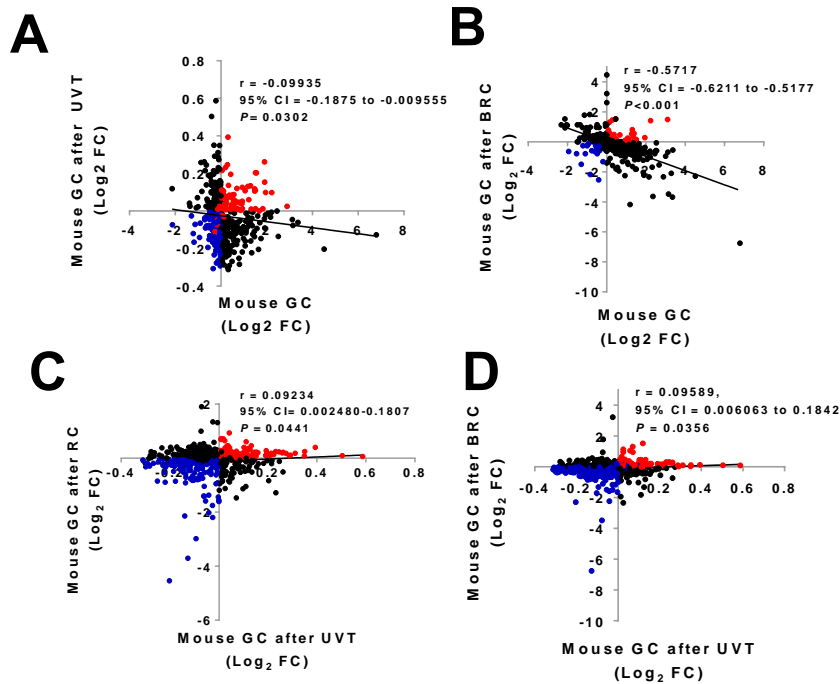 A
Mouse GC after UVT
(Log2 FC)
0.8
0.6
0.4
0.2
-0.2
-0.4
-4
-2
2
4
6
8
r = -0.09935
95% CI = -0.1875 to -0.009555
P= 0.0302
Mouse GC
(Log2 FC)
B
Mouse GC after BRC
(Log2 FC)
4
2
-2
-4
-6
-8
-10
-4
-2
2
4
6
8
r = -0.5717
95% CI = -0.6211 to -0.5177
P<0.001
Mouse GC
(Log2 FC)
C
Mouse GC after RC
(Log2 FC)
2
-2
-4
-6
-0.4
-0.2
0.2
0.4
0.6
0.8
r = 0.09234
95% CI= 0.002480-0.1807
P = 0.0441
Mouse GC after UVT
(Log2 FC)
D
Mouse GC after BRC
(Log2 FC)
4
2
-2
-4
-6
-8
-10
-0.4
-0.2
0.2
0.4
0.6
0.8
r = 0.09589,
95% CI = 0.006063 to 0.1842
P = 0.0356
Mouse GC after UVT
(Log2 FC)